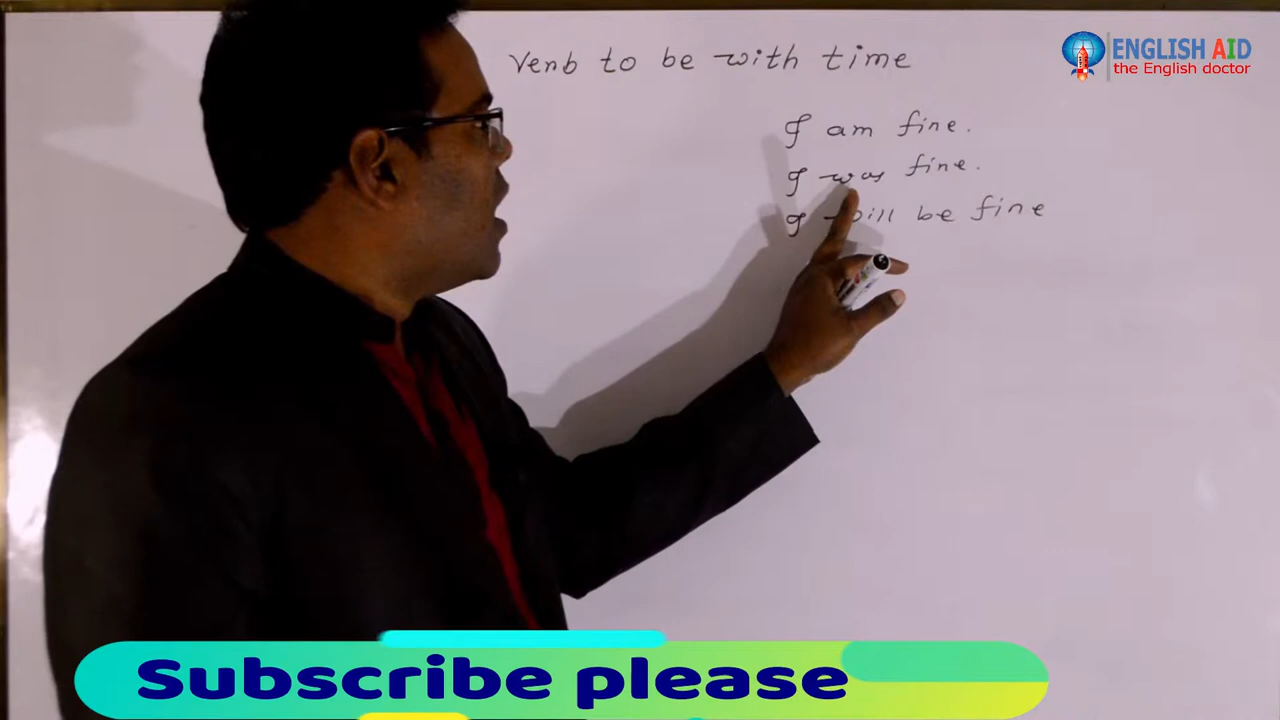 Verb to be with time
ENGLISH AID
the English doctor
I am fine.
I was fine.
I will be fine
Subscribe please